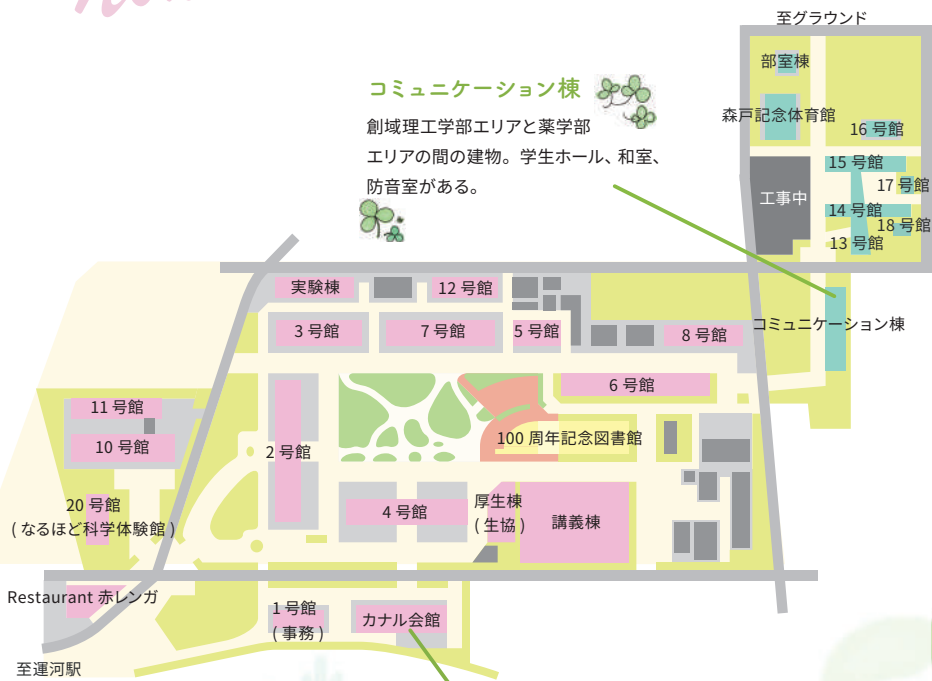 至グラウンド
部室棟
コミュニケーション棟
創域理工学部エリアと薬学部
エリアの間の建物。学生ホール、和室、
防音室がある。
森戸記念体育館
16 号館
15 号館
工事中
17 号館
14 号館
18 号館
13 号館
実験棟
12 号館
コミュニケーション棟
3 号館
7 号館
5 号館
8 号館
6 号館
11 号館
10 号館
2 号館
100 周年記念図書館
20 号館
( なるほど科学体験館 )
4 号館
厚生棟
( 生協 )
講義棟
Restaurant 赤レンガ
1 号館
( 事務 )
カナル会館
至運河駅